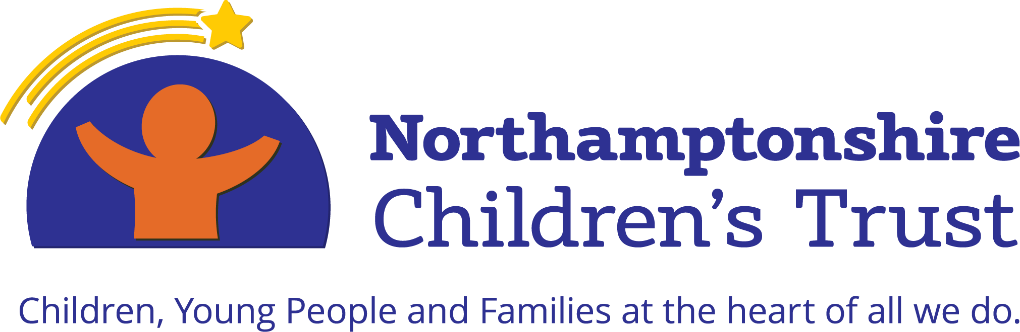 Northamptonshire
Children’s Trust
Children, Young People and Families at the heart of all we do.